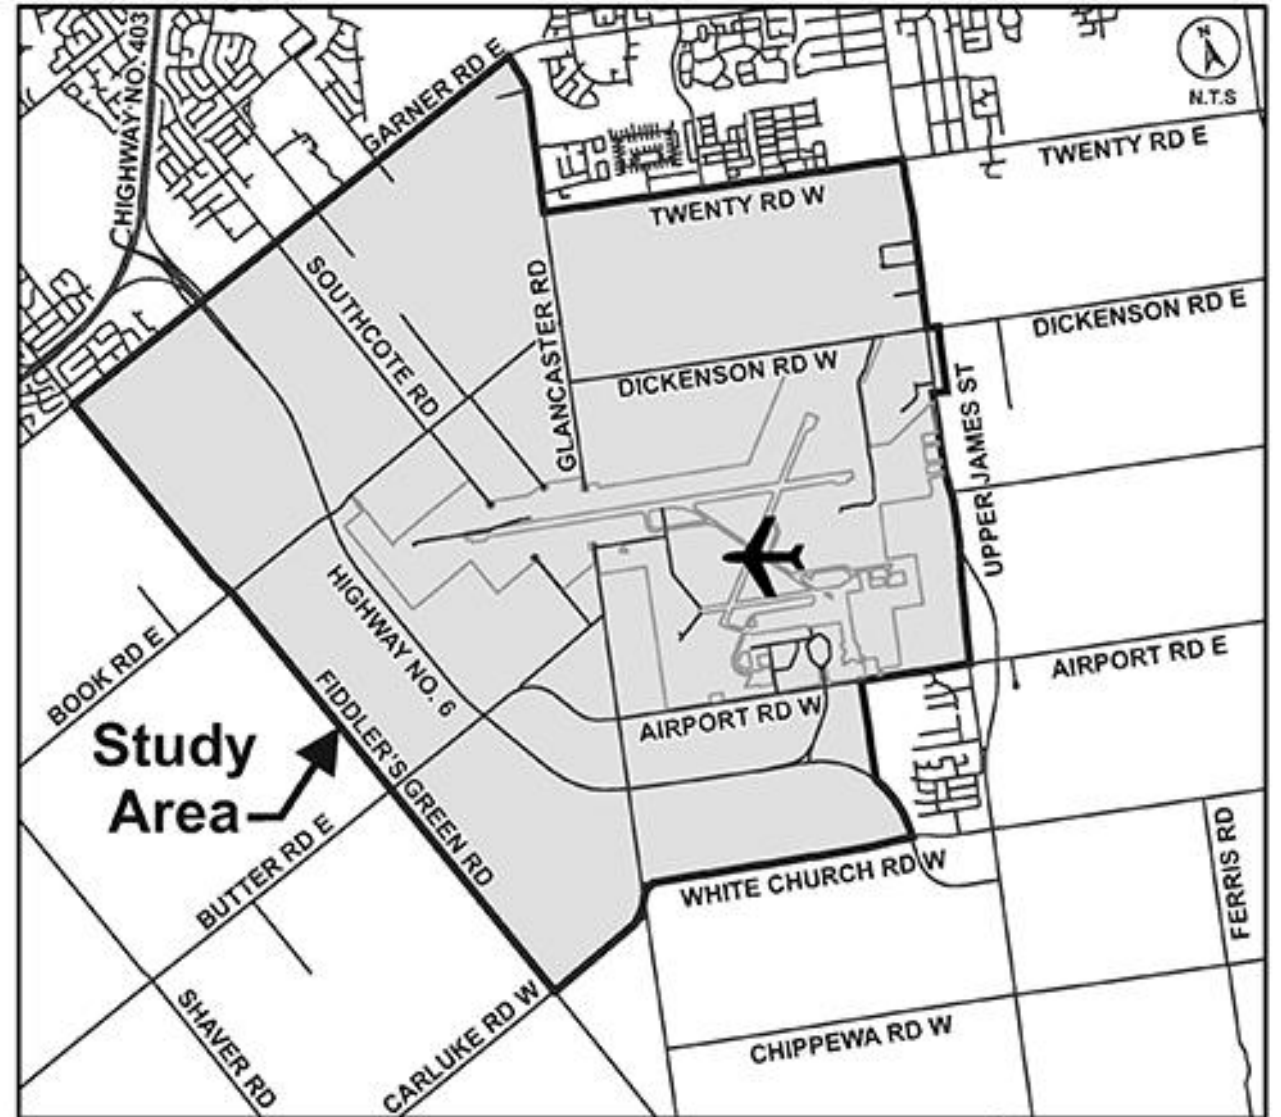 HIGHWAY NO. 403
GARNER RD E
N
N.T.S
TWENTY RD E
TWENTY RD W
SOUTHCOTE RD
GLANCASTER RD
DICKENSON RD E
DICKENSON RD W
UPPER JAMES ST
HIGHWAY NO. 6
BOOK RD E
FIDDLER'S GREEN RD
AIRPORT RD E
AIRPORT RD W
Study
Area
BUTTER RD E
WHITE CHURCH RD W
FERRIS RD
SHAVER RD
CARLUKE RD W
CHIPPEWA RD W